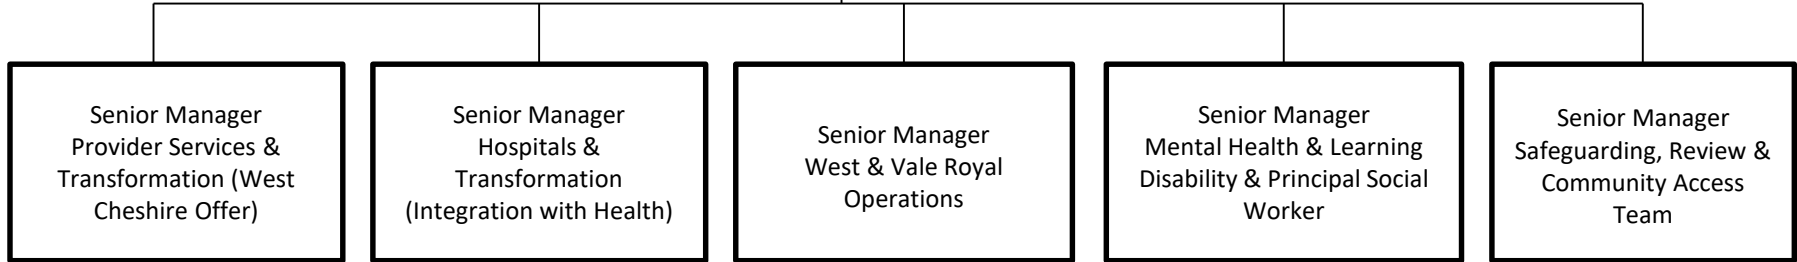 Senior Manager
Provider Services &
Transformation (West
Cheshire Offer)
Senior Manager
Hospitals &
Transformation
(Integration with Health)
Senior Manager
West & Vale Royal
Operations
Senior Manager
Mental Health & Learning
Disability & Principal Social
Worker
Senior Manager
Safeguarding, Review &
Community Access
Team